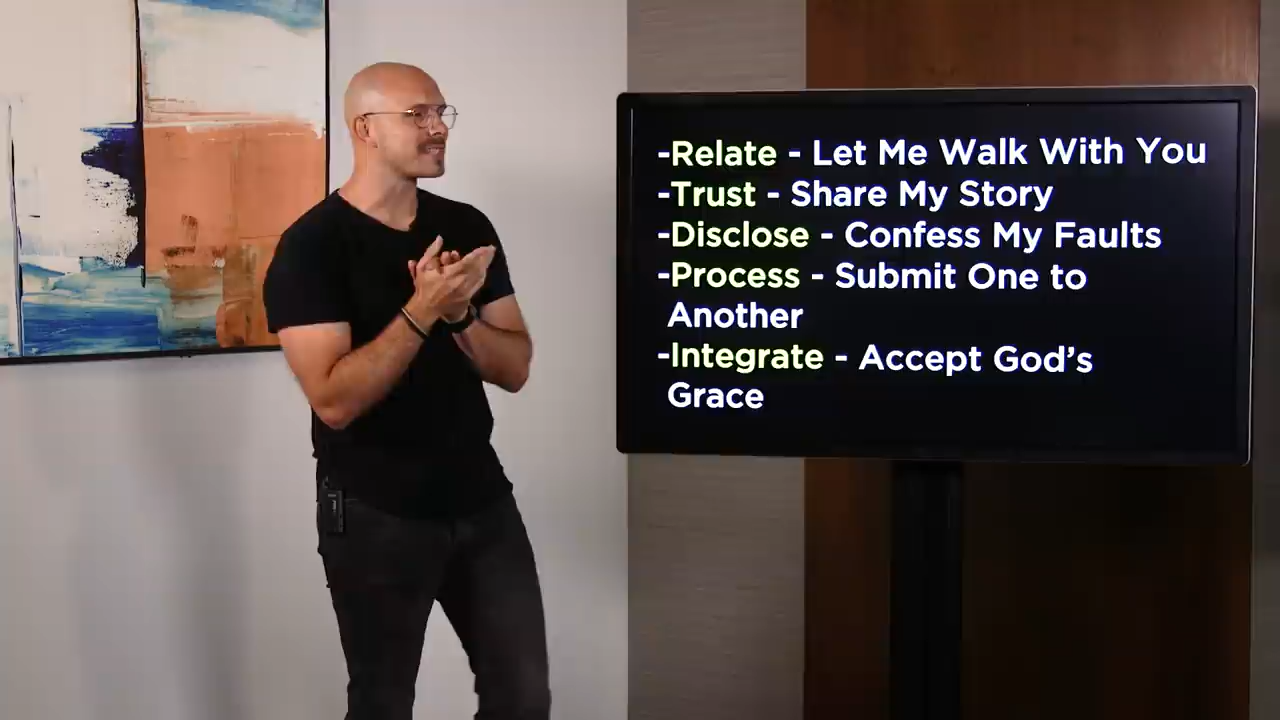 -Relate - Let Me Walk With You
-Trust - Share My Story
-Disclose - Confess My Faults
-Process - Submit One to
Another
-Integrate - Accept God's
Grace